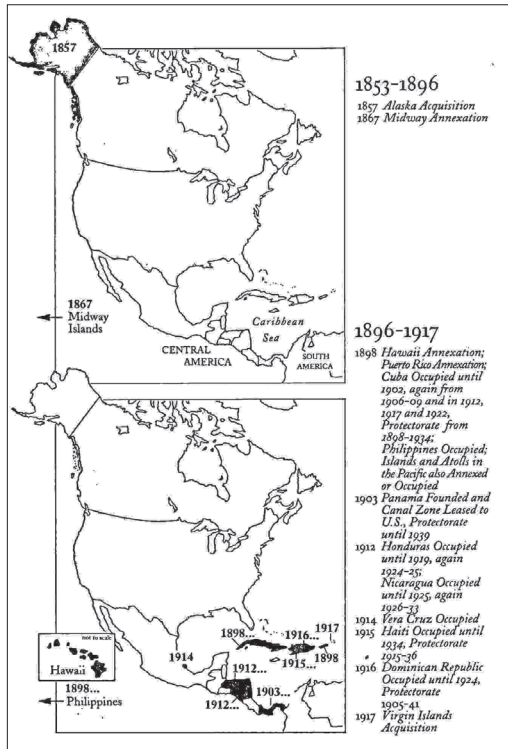 1857
1867
Midway
Islands
CENTRAL
AMERICA
Caribbean
Sea
SOUTH
AMERICA
1853-1896
1857 Alaska Acquisition
1867 Midway Annexation
1896-1917
1898 Hawaii Annexation;
Puerto Rico Annexation;
Cuba Occupied until
1902, again from
1906-09 and in 1912,
1917 and 1922,
Protectorate from
1898-1934;
Philippines Occupied;
Islands and Atolls in
the Pacific also Annexed
or Occupied
1903 Panama Founded and
Canal Zone Leased to
U.S., Protectorate
until 1939
1912 Honduras Occupied
until 1919, again
1924-25;
Nicaragua Occupied
until 1925, again
1926-33
1914 Vera Cruz Occupied
1915 Haiti Occupied until
1934, Protectorate
1915-36
1916 Dominican Republic
Occupied until 1924,
Protectorate
1905-41
1917 Virgin Islands
Acquisition
not to scale
Hawaii
1898...
Philippines
1914
1898...
1916...
1917
1915...
1898
1912...
1912...
1903...